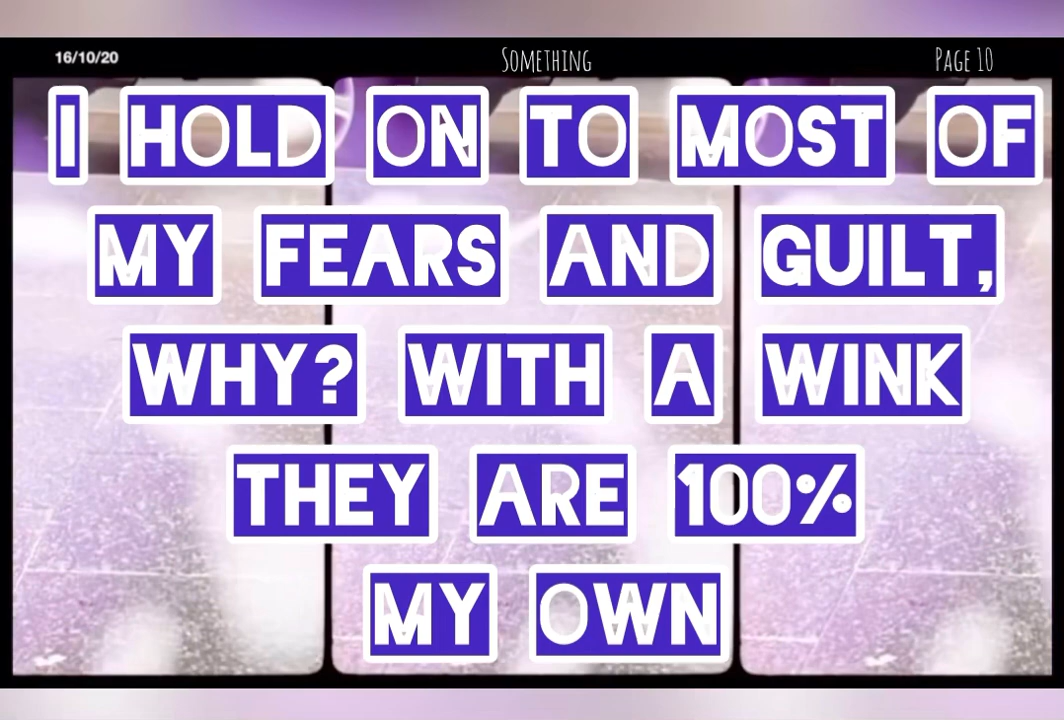 16/10/20 Something Page 10
I HOLD ON TO MOST OF
MY FEARS AND GUILT,
WHY? WITH A WINK
THEY ARE 100%
MY OWN